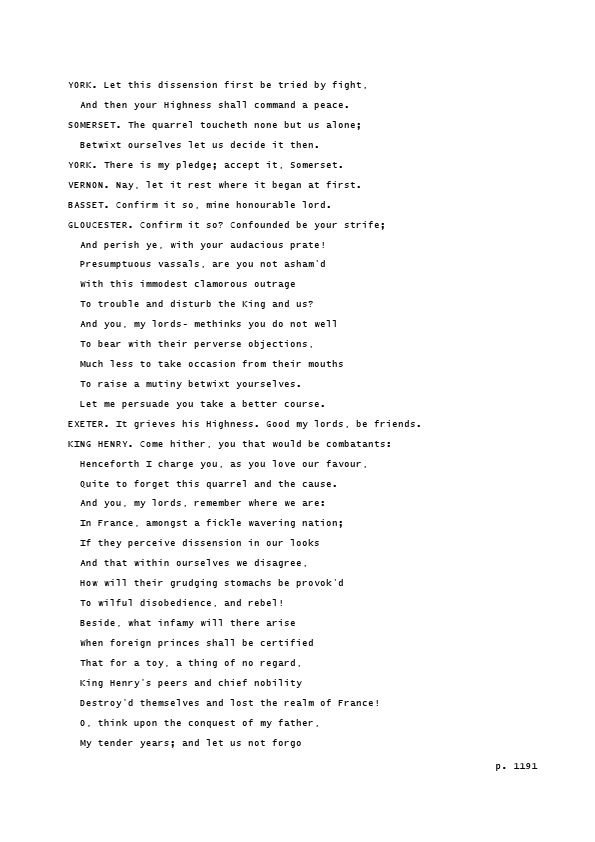 YORK. Let this dissension first be tried by fight,
And then your Highness shall command a peace.
SOMERSET. The quarrel toucheth none but us alone;
Betwixt ourselves let us decide it then.
YORK. There is my pledge; accept it, Somerset.
VERNON. Nay, let it rest where it began at first.
BASSET. Confirm it so, mine honourable lord.
GLOUCESTER. Confirm it so? Confounded be your strife;
And perish ye, with your audacious prate!
Presumptuous vassals, are you not asham'd
With this immodest clamorous outrage
To trouble and disturb the King and us?
And you, my lords- methinks you do not well
To bear with their perverse objections,
Much less to take occasion from their mouths
To raise a mutiny betwixt yourselves.
Let me persuade you take a better course.
EXETER. It grieves his Highness. Good my lords, be friends.
KING HENRY. Come hither, you that would be combatants:
Henceforth I charge you, as you love our favour,
Quite to forget this quarrel and the cause.
And you, my lords, remember where we are:
In France, amongst a fickle wavering nation;
If they perceive dissension in our looks
And that within ourselves we disagree,
How will their grudging stomachs be provok'd
To wilful disobedience, and rebel!
Beside, what infamy will there arise
When foreign princes shall be certified
That for a toy, a thing of no regard,
King Henry's peers and chief nobility
Destroy'd themselves and lost the realm of France!
O, think upon the conquest of my father,
My tender years; and let us not forgo
p. 1191